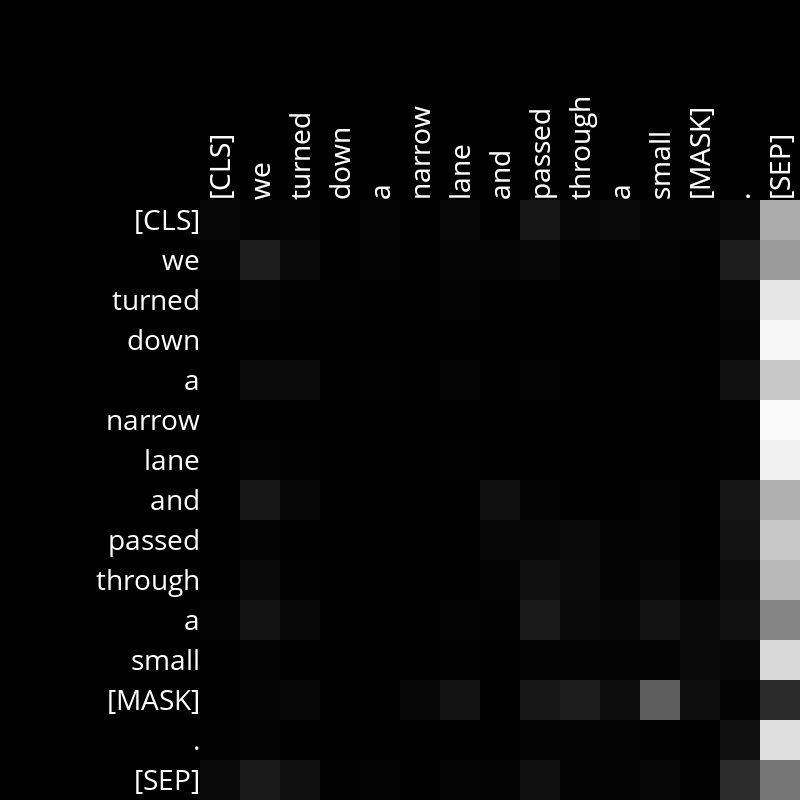 [CLS] we turned down a narrow lane and passed through a small [MASK] . [SEP]
[CLS]
we
turned
down
a
narrow
lane
and
passed
through
a
small
[MASK]
.
[SEP]